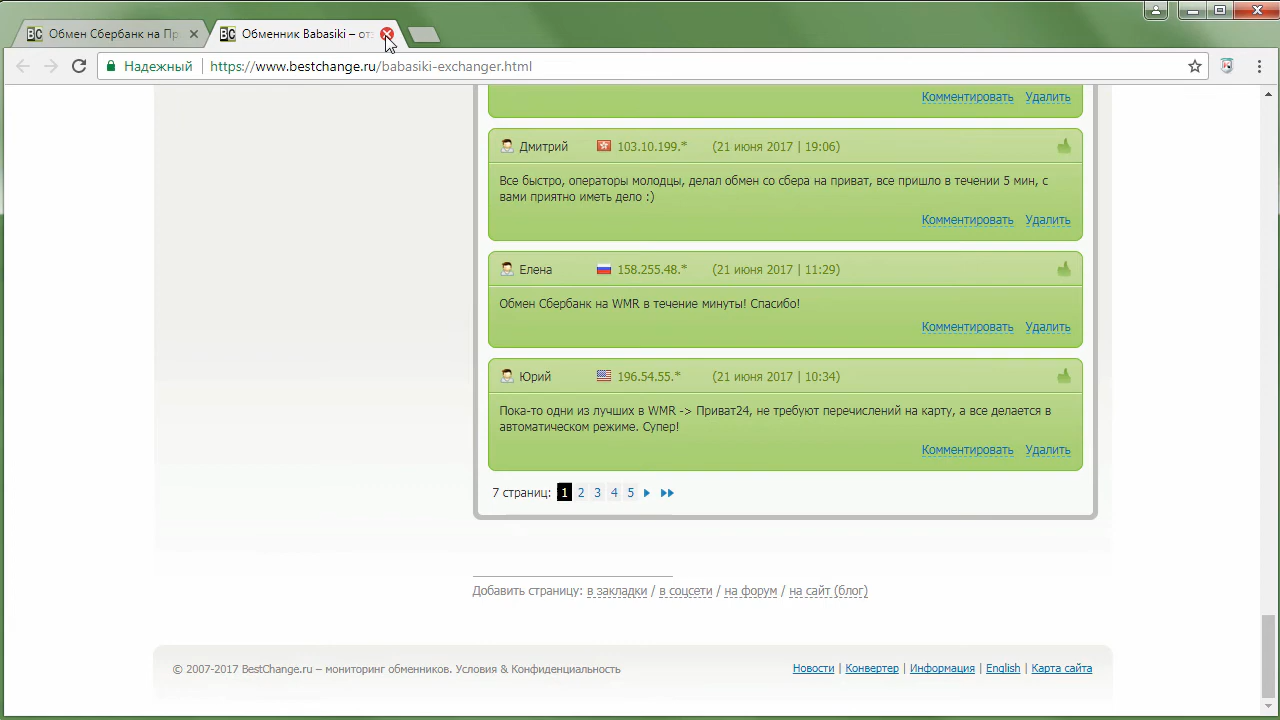 BC Обмен Сбербанк на Пр
BC Обменник Babasiki – от
Надежный https://www.bestchange.ru/babasiki-exchanger.html
Комментировать Удалить
Дмитрий 103.10.199.* (21 июня 2017 | 19:06)
Все быстро, операторы молодцы, делал обмен со сбера на приват, все пришло в течении 5 мин, с
вами приятно иметь дело :)
Комментировать Удалить
Елена 158.255.48.* (21 июня 2017 | 11:29)
Обмен Сбербанк на WMR в течение минуты! Спасибо!
Комментировать Удалить
Юрий 196.54.55.* (21 июня 2017 | 10:34)
Пока-то одни из лучших в WMR -> Приват24, не требуют перечислений на карту, а все делается в
автоматическом режиме. Супер!
Комментировать Удалить
7 страниц: 1 2 3 4 5
Добавить страницу: в закладки / в соцсети / на форум / на сайт (блог)
© 2007-2017 BestChange.ru – мониторинг обменников. Условия & Конфиденциальность
Новости | Конвертер | Информация | English | Карта сайта